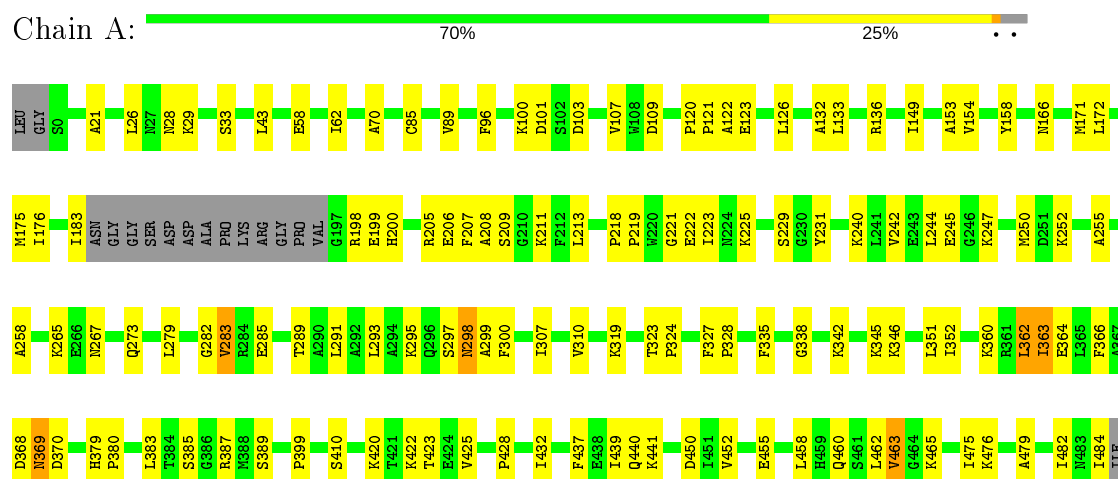 Chain A:
70% 25% • •
LEU GLY S0 A21 L26 N27 N28 K29 S33 L43 E58 I62 A70 C85 V89 F96 K100 D101 S102 D103 V107 W108 D109 P120 P121 A122 E123 L126 A132 L133 R136 I149 A153 V154 Y158 N166 M171 L172
M175 I176 I183 ASN GLY GLY SER ASP ASP ALA PRO LYS ARG GLY PRO VAL G197 R198 E199 H200 R205 E206 F207 A208 S209 G210 K211 F212 L213 P218 P219 W220 G221 E222 I223 N224 K225 S229 G230 Y231 K240 L241 V242 E243 L244 E245 G246 K247 M250 D251 K252 A255
A258 K265 E266 N267 Q273 L279 G282 V283 R284 E285 T289 A290 L291 A292 L293 A294 K295 Q296 S297 N298 A299 F300 I307 V310 K319 T323 P324 F327 P328 F335 G338 K342 K345 K346 L351 I352 K360 R361 L362 I363 E364 L365 F366 A367
D368 N369 D370 H379 P380 L383 T384 S385 G386 R387 M388 S389 P399 S410 K420 T421 K422 T423 E424 V425 P428 I432 F437 E438 I439 Q440 K441 D450 I451 V452 E455 L458 H459 Q460 S461 L462 V463 G464 K465 I475 K476 A479 I482 N483 I484 ILE